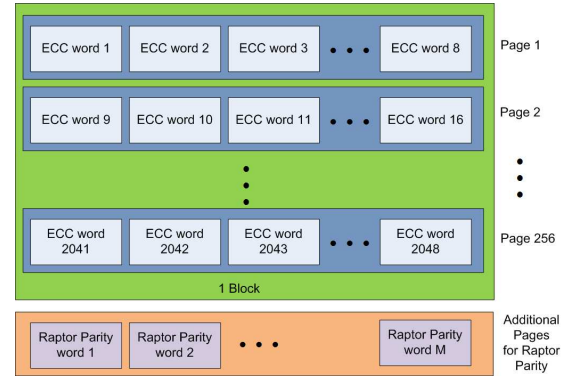 ECC word 1 ECC word 2 ECC word 3 ECC word 8 Page 1
ECC word 9 ECC word 10 ECC word 11 ECC word 16 Page 2
ECC word 2041 ECC word 2042 ECC word 2043 ECC word 2048 Page 256
1 Block
Raptor Parity word 1 Raptor Parity word 2 Raptor Parity word M
Additional
Pages
for Raptor
Parity